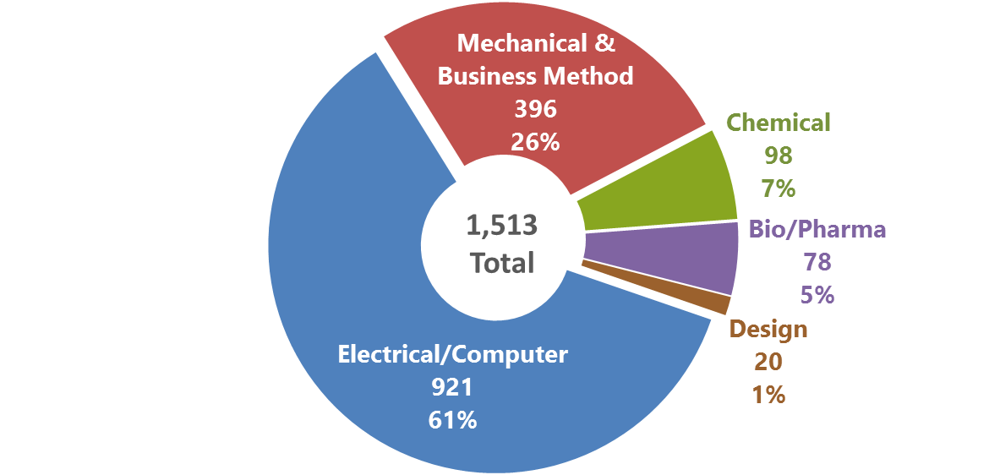 Mechanical &
Business Method
396
26%
Chemical
98
7%
1,513
Total
Bio/Pharma
78
5%
Design
20
1%
Electrical/Computer
921
61%